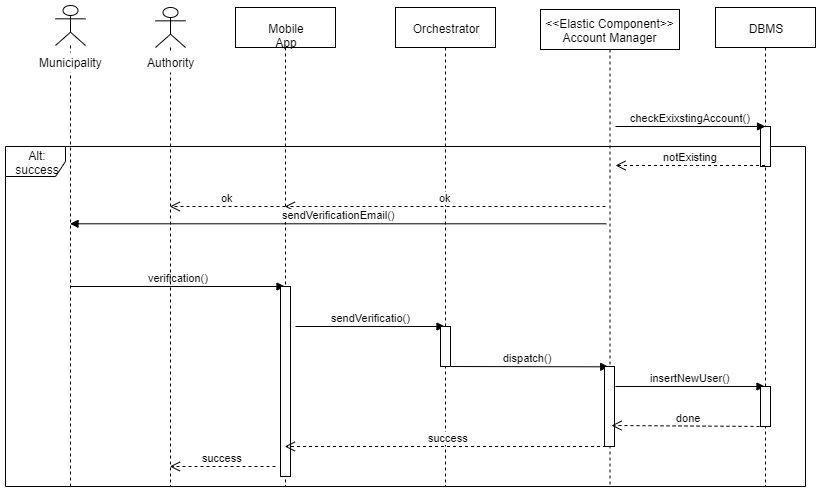 Municipality
Authority
Mobile
App
Orchestrator
<<Elastic Component>>
Account Manager
DBMS
checkExixstingAccount()
Alt:
success
notExisting
ok
ok
sendVerificationEmail()
verification()
sendVerificatio()
dispatch()
insertNewUser()
done
success
success